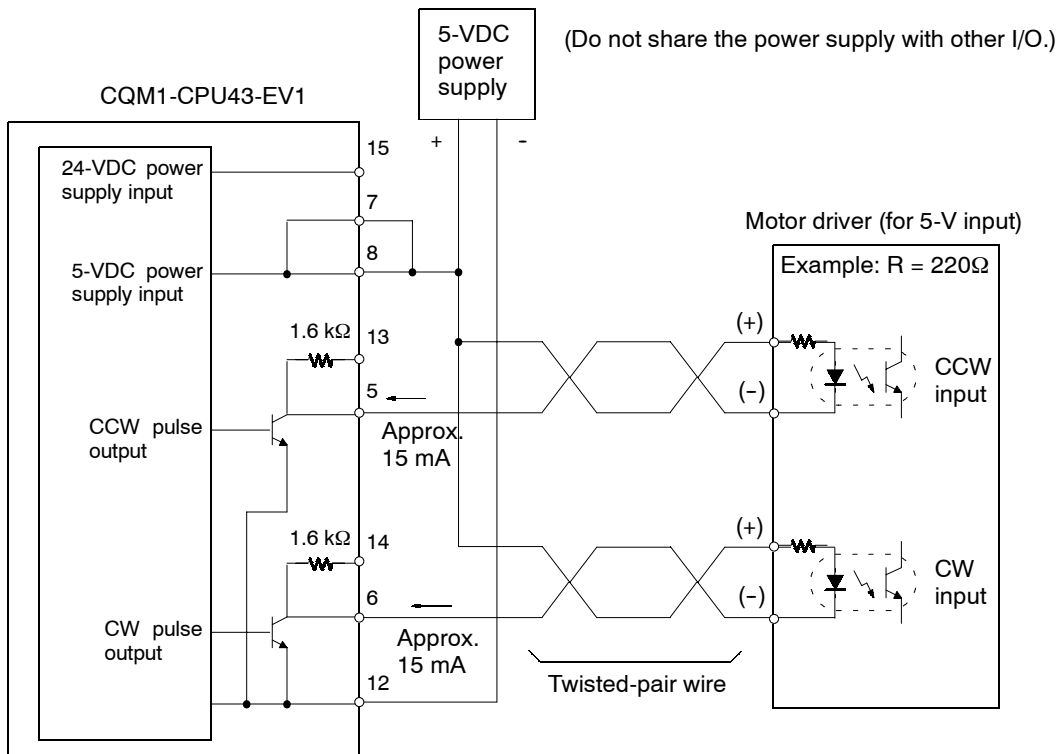 5-VDC
power
supply
(Do not share the power supply with other I/O.)
CQM1-CPU43-EV1
+
-
15
24-VDC power
supply input
7
8
5-VDC power
supply input
Motor driver (for 5-V input)
Example: R = 220Ω
1.6 kΩ
13
(+)
CCW
input
(−)
5
CCW pulse
output
Approx.
15 mA
1.6 kΩ
14
(+)
CW
input
(−)
6
CW pulse
output
Approx.
15 mA
12
Twisted-pair wire